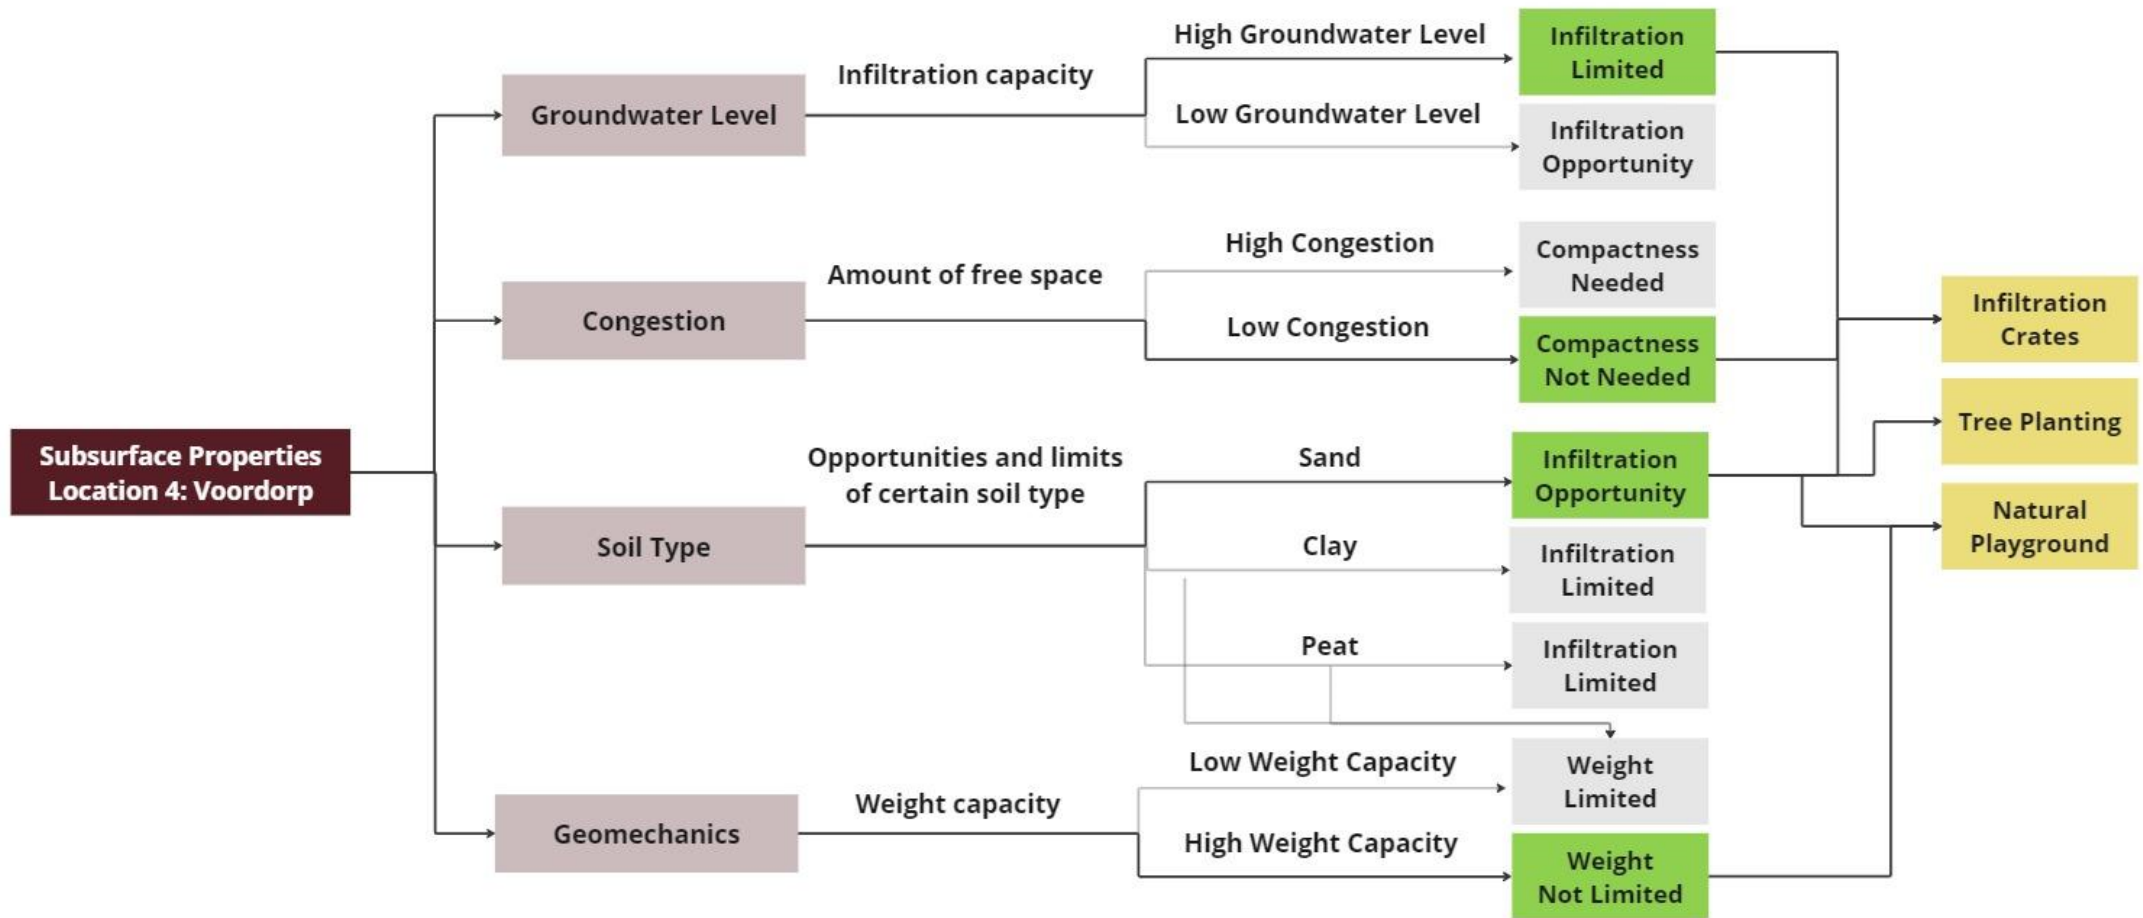 Subsurface Properties
Location 4: Voordorp
Groundwater Level
Infiltration capacity
High Groundwater Level
Infiltration
Limited
Low Groundwater Level
Infiltration
Opportunity
Congestion
Amount of free space
High Congestion
Compactness
Needed
Low Congestion
Compactness
Not Needed
Soil Type
Opportunities and limits
of certain soil type
Sand
Infiltration
Opportunity
Clay
Infiltration
Limited
Peat
Infiltration
Limited
Geomechanics
Weight capacity
Low Weight Capacity
Weight
Limited
High Weight Capacity
Weight
Not Limited
Infiltration
Crates
Tree Planting
Natural
Playground